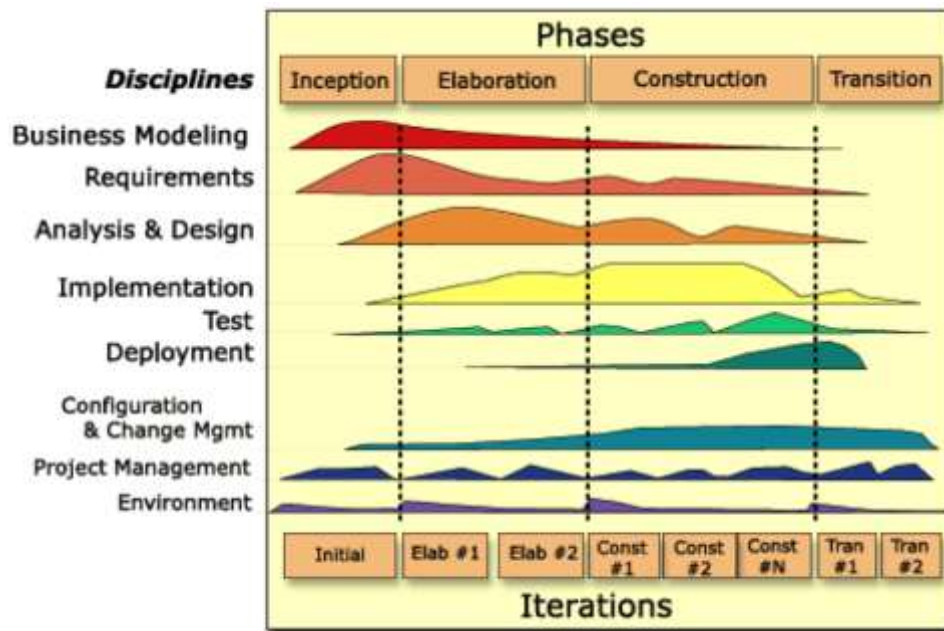 Phases
Disciplines
Inception
Elaboration
Construction
Transition
Business Modeling
Requirements
Analysis & Design
Implementation
Test
Deployment
Configuration
& Change Mgmt
Project Management
Environment
Initial
Elab #1
Elab #2
Const
#1
Const
#2
Const
#N
Tran
#1
Tran
#2
Iterations